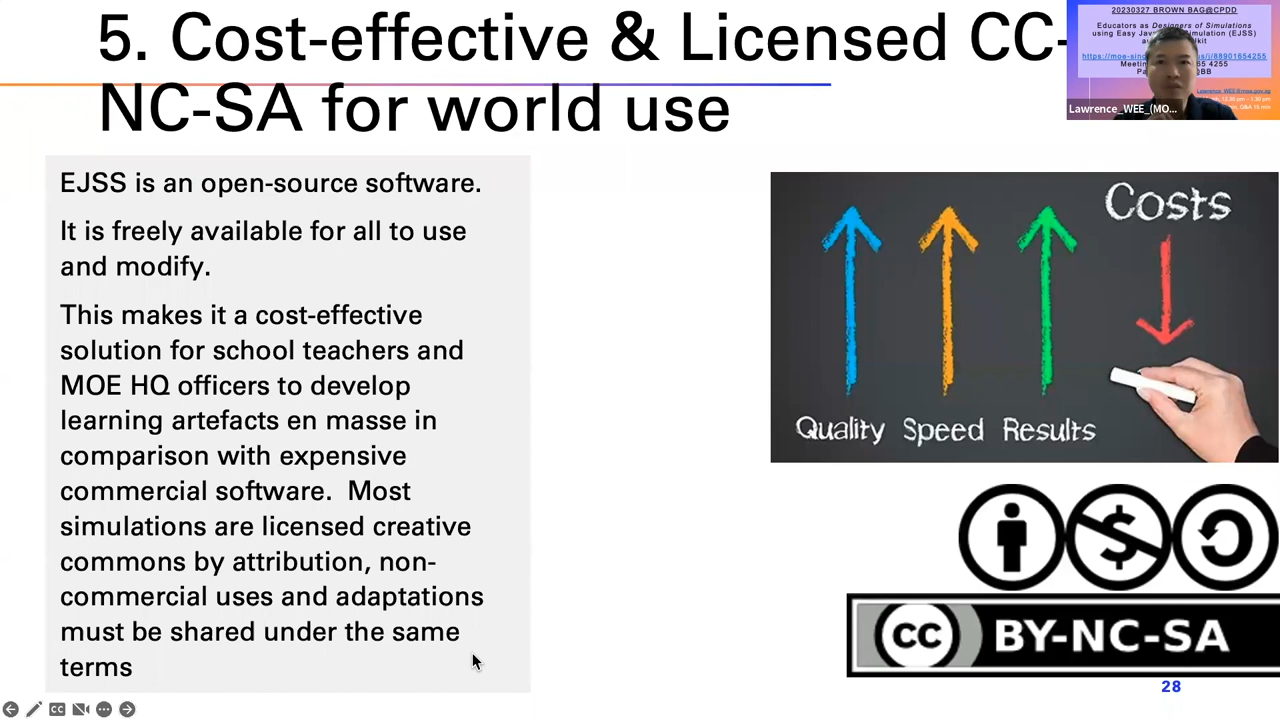 5. Cost-effective & Licensed CC-
NC-SA for world use
20230327 BROWN BAG@CPDD
Educators as Designers of Simulations
using Easy
Lawrence_WEE_(MO...
EJSS is an open-source software.
It is freely available for all to use
and modify.
This makes it a cost-effective
solution for school teachers and
MOE HQ officers to develop
learning artefacts en masse in
comparison with expensive
commercial software.  Most
simulations are licensed creative
commons by attribution, non-
commercial uses and adaptations
must be shared under the same
terms
Costs
Quality Speed Results
CC BY-NC-SA
28
CC